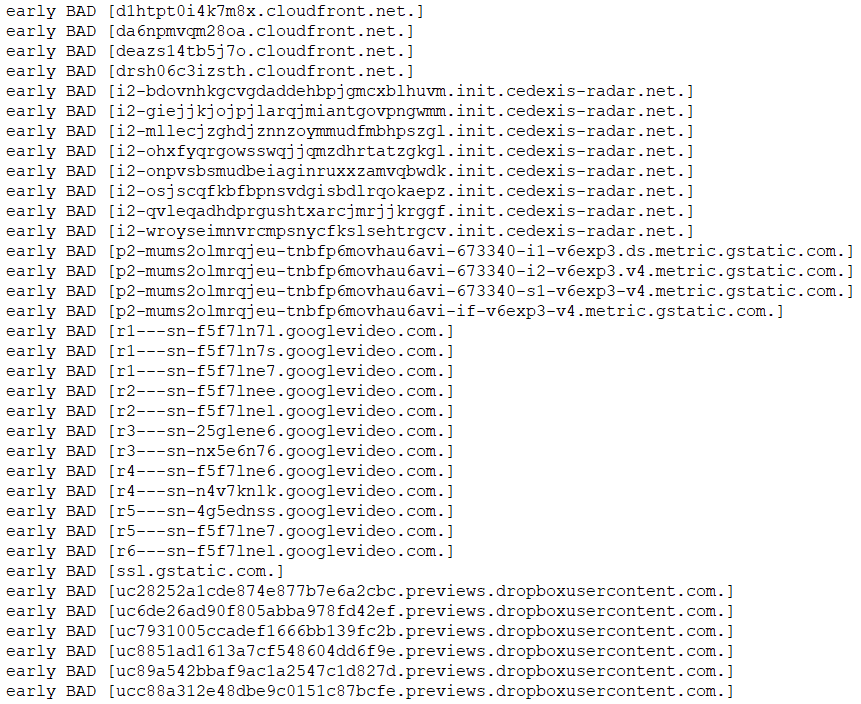 early BAD [d1htpt0i4k7m8x.cloudfront.net.]
early BAD [da6npmvqm28oa.cloudfront.net.]
early BAD [deazs14tb5j7o.cloudfront.net.]
early BAD [drsh06c3izsth.cloudfront.net.]
early BAD [i2-bdovnhkgcvgdaddehbpjgmcxblhuvm.init.cedexis-radar.net.]
early BAD [i2-giejjkjojpjlarqjmiantgovpngwmm.init.cedexis-radar.net.]
early BAD [i2-mllecjzghdjznnzoymmudfmbhpszgl.init.cedexis-radar.net.]
early BAD [i2-ohxfyqrgowsswqjjqmzdhrtatzgkgl.init.cedexis-radar.net.]
early BAD [i2-onpvsbsmudbeiaginruxxzamvqbwdk.init.cedexis-radar.net.]
early BAD [i2-osjscqfkbfbpnsvdgisbdlrqokaepz.init.cedexis-radar.net.]
early BAD [i2-qvleqadhdprgushtxarcjmrjjkrggf.init.cedexis-radar.net.]
early BAD [i2-wroyseimnvrcmpsnycfkslsehtrgcv.init.cedexis-radar.net.]
early BAD [p2-mums2olmrqjeu-tnbfp6movhau6avi-673340-i1-v6exp3.ds.metric.gstatic.com.]
early BAD [p2-mums2olmrqjeu-tnbfp6movhau6avi-673340-i2-v6exp3.v4.metric.gstatic.com.]
early BAD [p2-mums2olmrqjeu-tnbfp6movhau6avi-673340-s1-v6exp3-v4.metric.gstatic.com.]
early BAD [p2-mums2olmrqjeu-tnbfp6movhau6avi-if-v6exp3-v4.metric.gstatic.com.]
early BAD [r1---sn-f5f7ln7l.googlevideo.com.]
early BAD [r1---sn-f5f7ln7s.googlevideo.com.]
early BAD [r1---sn-f5f7lne7.googlevideo.com.]
early BAD [r2---sn-f5f7lnee.googlevideo.com.]
early BAD [r2---sn-f5f7lnel.googlevideo.com.]
early BAD [r3---sn-25glene6.googlevideo.com.]
early BAD [r3---sn-nx5e6n76.googlevideo.com.]
early BAD [r4---sn-f5f7lne6.googlevideo.com.]
early BAD [r4---sn-n4v7knlk.googlevideo.com.]
early BAD [r5---sn-4g5ednss.googlevideo.com.]
early BAD [r5---sn-f5f7lne7.googlevideo.com.]
early BAD [r6---sn-f5f7lnel.googlevideo.com.]
early BAD [ssl.gstatic.com.]
early BAD [uc28252a1cde874e877b7e6a2cbc.previews.dropboxusercontent.com.]
early BAD [uc6de26ad90f805abba978fd42ef.previews.dropboxusercontent.com.]
early BAD [uc7931005ccadef1666bb139fc2b.previews.dropboxusercontent.com.]
early BAD [uc8851ad1613a7cf548604dd6f9e.previews.dropboxusercontent.com.]
early BAD [uc89a542bbaf9ac1a2547c1d827d.previews.dropboxusercontent.com.]
early BAD [ucc88a312e48dbe9c0151c87bcfe.previews.dropboxusercontent.com.]